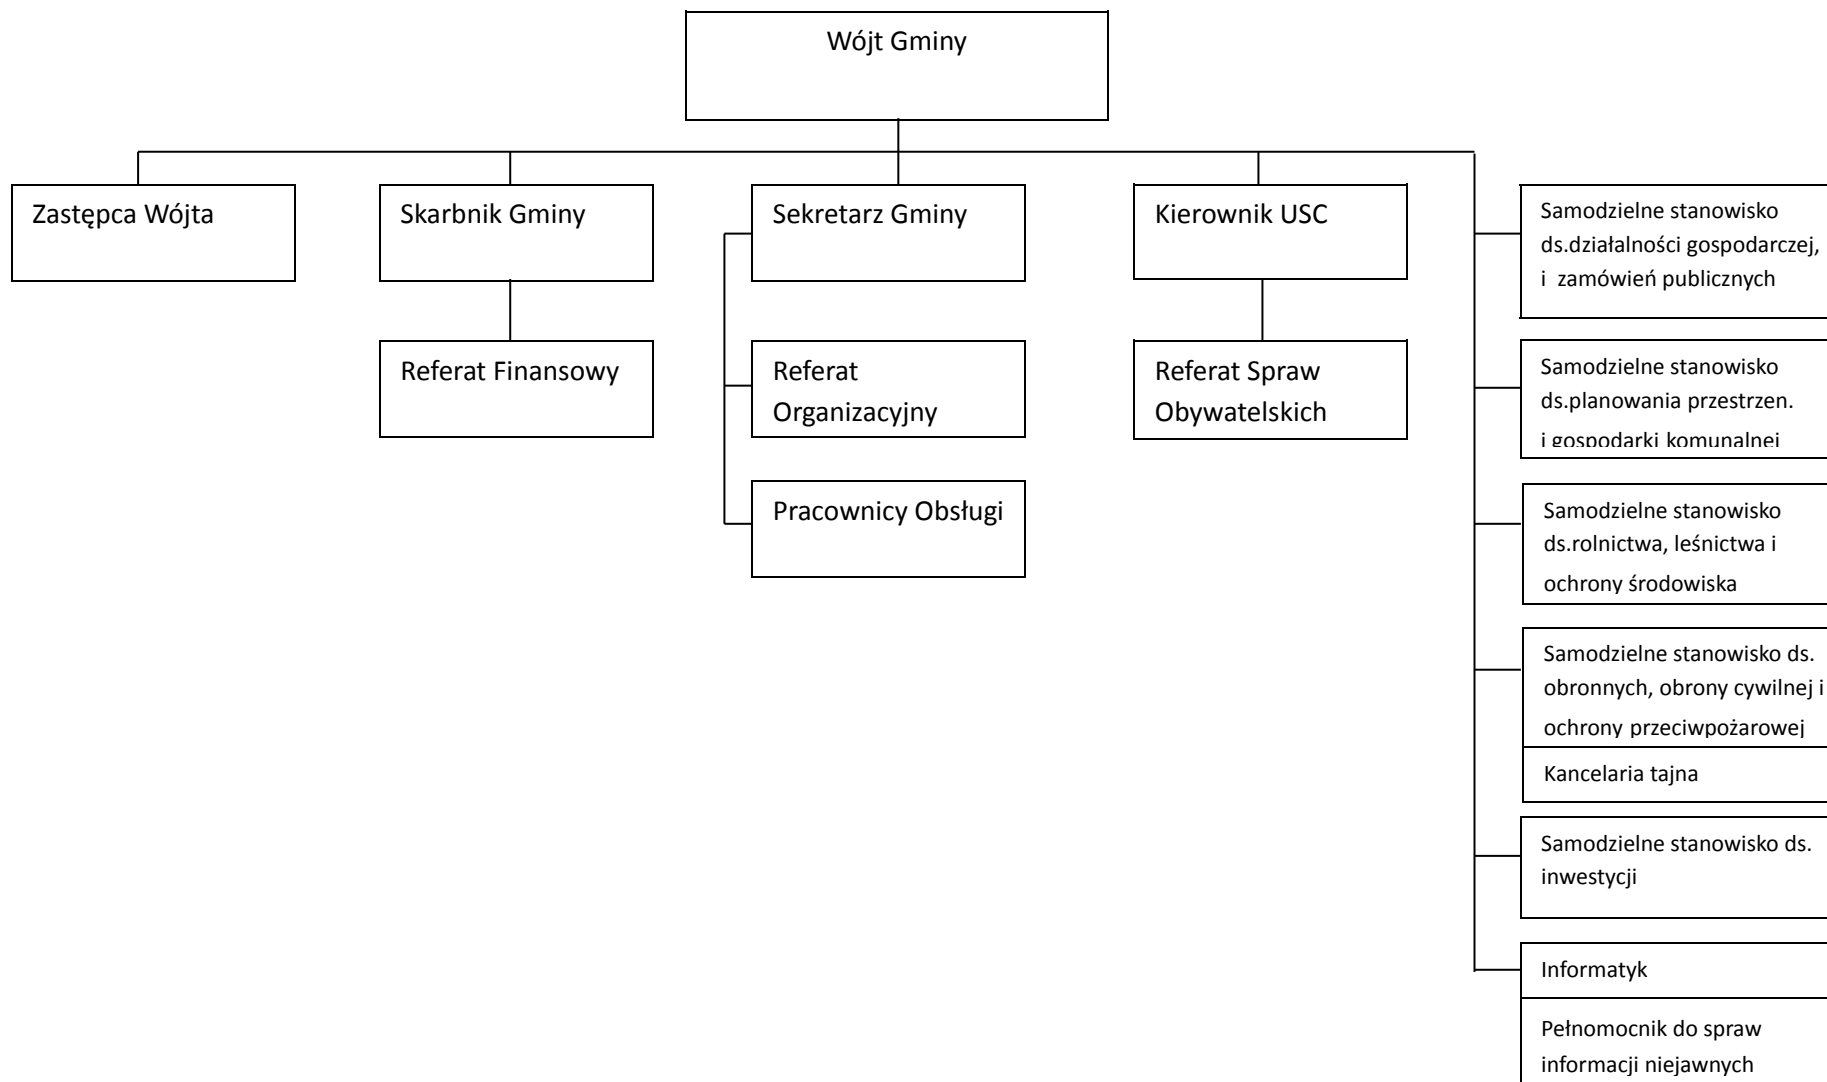 Wójt Gminy
Zastępca Wójta
Skarbnik Gminy
Sekretarz Gminy
Kierownik USC
Referat Finansowy
Referat
Organizacyjny
Pracownicy Obsługi
Referat Spraw
Obywatelskich
Samodzielne stanowisko
ds.działalności gospodarczej,
i zamówień publicznych
Samodzielne stanowisko
ds.planowania przestrzen.
i gospodarki komunalnej
Samodzielne stanowisko
ds.rolnictwa, leśnictwa i
ochrony środowiska
Samodzielne stanowisko ds.
obronnych, obrony cywilnej i
ochrony przeciwpożarowej
Kancelaria tajna
Samodzielne stanowisko ds.
inwestycji
Informatyk
Pełnomocnik do spraw
informacji niejawnych